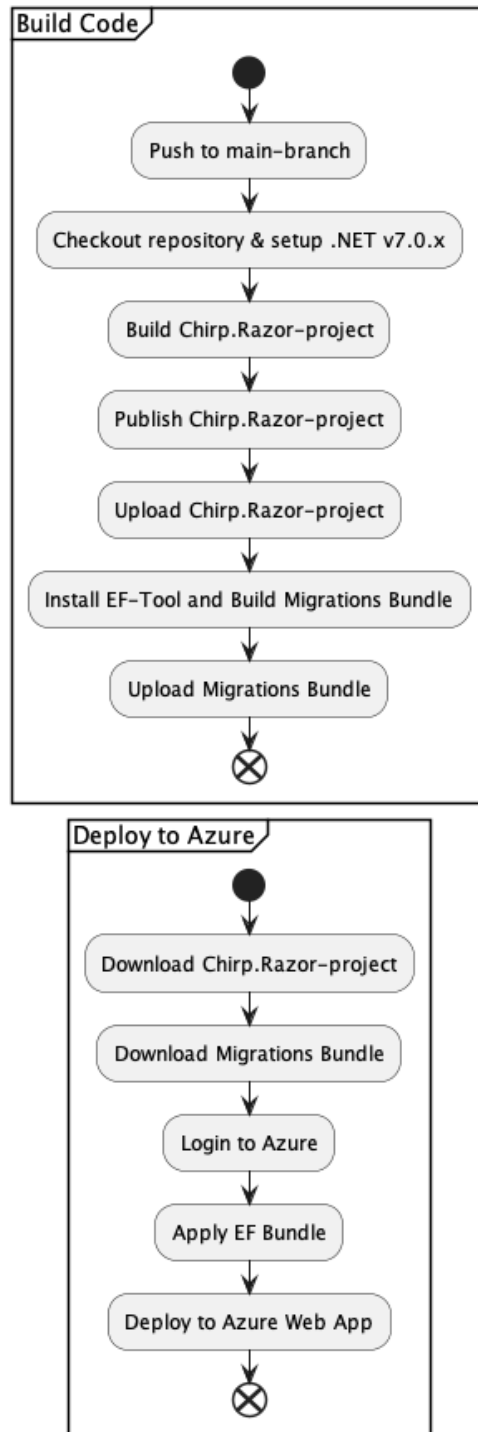 Build Code
Push to main-branch
Checkout repository & setup .NET v7.0.x
Build Chirp.Razor-project
Publish Chirp.Razor-project
Upload Chirp.Razor-project
Install EF-Tool and Build Migrations Bundle
Upload Migrations Bundle
Deploy to Azure
Download Chirp.Razor-project
Download Migrations Bundle
Login to Azure
Apply EF Bundle
Deploy to Azure Web App